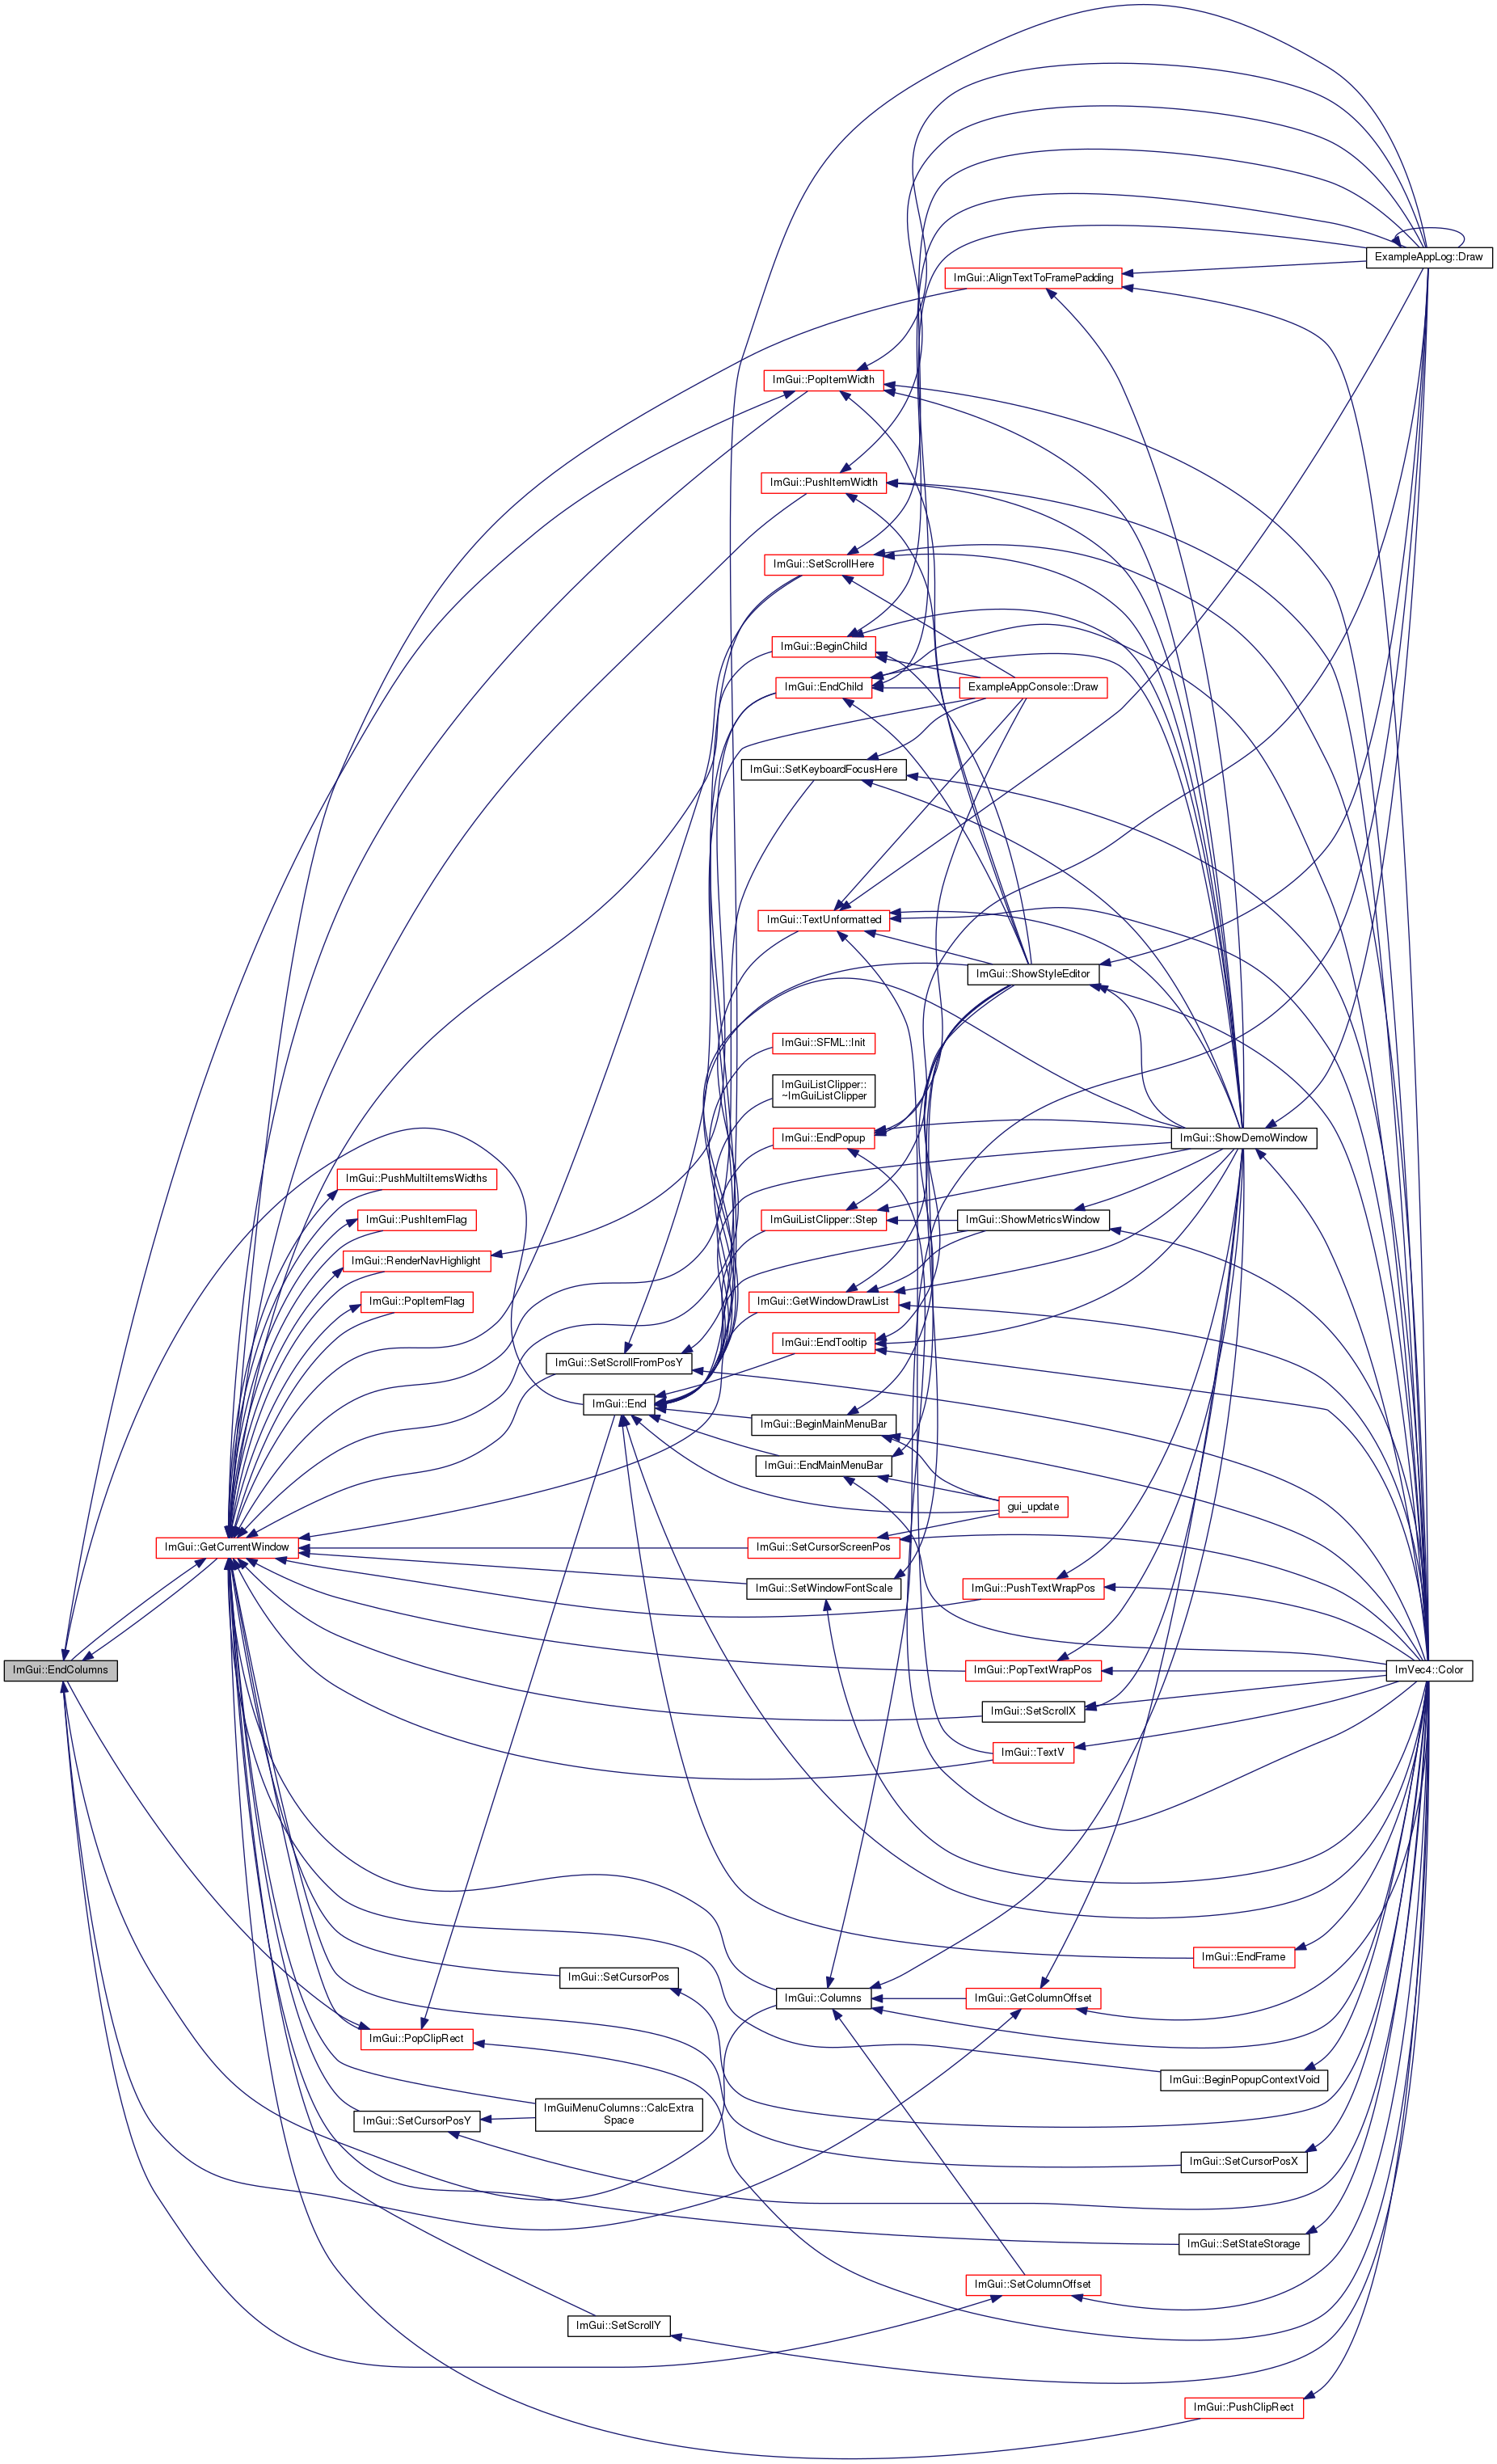 ExampleAppLog::Draw
ImGui::AlignTextToFramePadding
ImGui::PopItemWidth
ImGui::PushItemWidth
ImGui::SetScrollHere
ImGui::BeginChild
ImGui::EndChild
ExampleAppConsole::Draw
ImGui::SetKeyboardFocusHere
ImGui::TextUnformatted
ImGui::ShowStyleEditor
ImGui::SFML::Init
ImGuiListClipper::
~ImGuiListClipper
ImGui::EndPopup
ImGui::ShowDemoWindow
ImGui::PushMultiItemsWidths
ImGui::PushItemFlag
ImGuiListClipper::Step
ImGui::ShowMetricsWindow
ImGui::RenderNavHighlight
ImGui::PopItemFlag
ImGui::GetWindowDrawList
ImGui::EndTooltip
ImGui::SetScrollFromPosY
ImGui::End
ImGui::BeginMainMenuBar
ImGui::EndMainMenuBar
gui_update
ImGui::GetCurrentWindow
ImGui::SetCursorScreenPos
ImGui::SetWindowFontScale
ImGui::PushTextWrapPos
ImGui::EndColumns
ImGui::PopTextWrapPos
ImVec4::Color
ImGui::SetScrollX
ImGui::TextV
ImGui::EndFrame
ImGui::SetCursorPos
ImGui::Columns
ImGui::GetColumnOffset
ImGui::PopClipRect
ImGui::BeginPopupContextVoid
ImGui::SetCursorPosY
ImGuiMenuColumns::CalcExtra
Space
ImGui::SetCursorPosX
ImGui::SetStateStorage
ImGui::SetColumnOffset
ImGui::SetScrollY
ImGui::PushClipRect